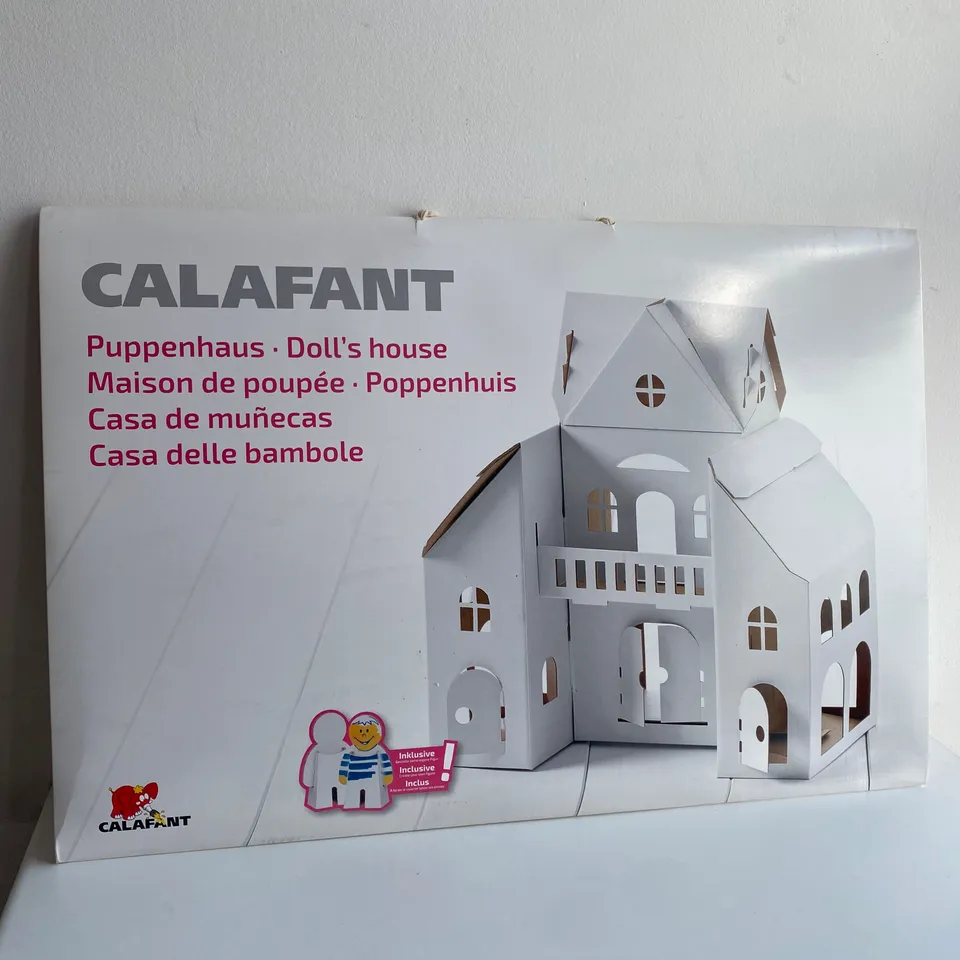 CALAFANT
Puppenhaus · Doll's house
Maison de poupée · Poppenhuis
Casa de muñecas
Casa delle bambole
Inklusive
Inclusive
Inclus
!
CALAFANT